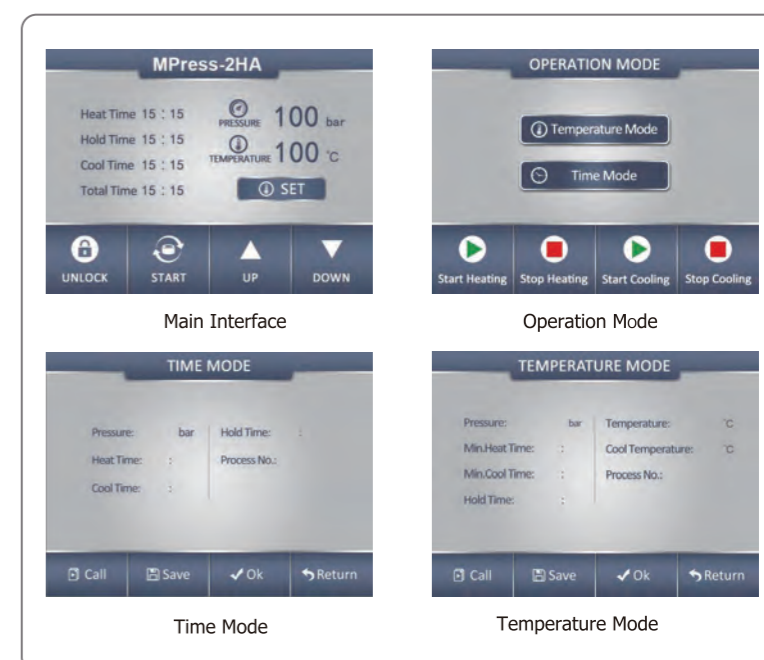 MPress-2HA
Heat Time 15 : 15
Hold Time 15 : 15
Cool Time 15 : 15
Total Time 15 : 15
PRESSURE 100 bar
TEMPERATURE 100 °C
SET
UNLOCK START UP DOWN
Main Interface
OPERATION MODE
Temperature Mode
Time Mode
Start Heating Stop Heating Start Cooling Stop Cooling
Operation Mode
TIME MODE
Pressure: bar
Heat Time: :
Cool Time: :
Hold Time: :
Process No.:
Call Save Ok Return
Time Mode
TEMPERATURE MODE
Pressure: bar
Min.Heat Time: :
Min.Cool Time: :
Hold Time: :
Temperature: °C
Cool Temperature: °C
Process No.:
Call Save Ok Return
Temperature Mode